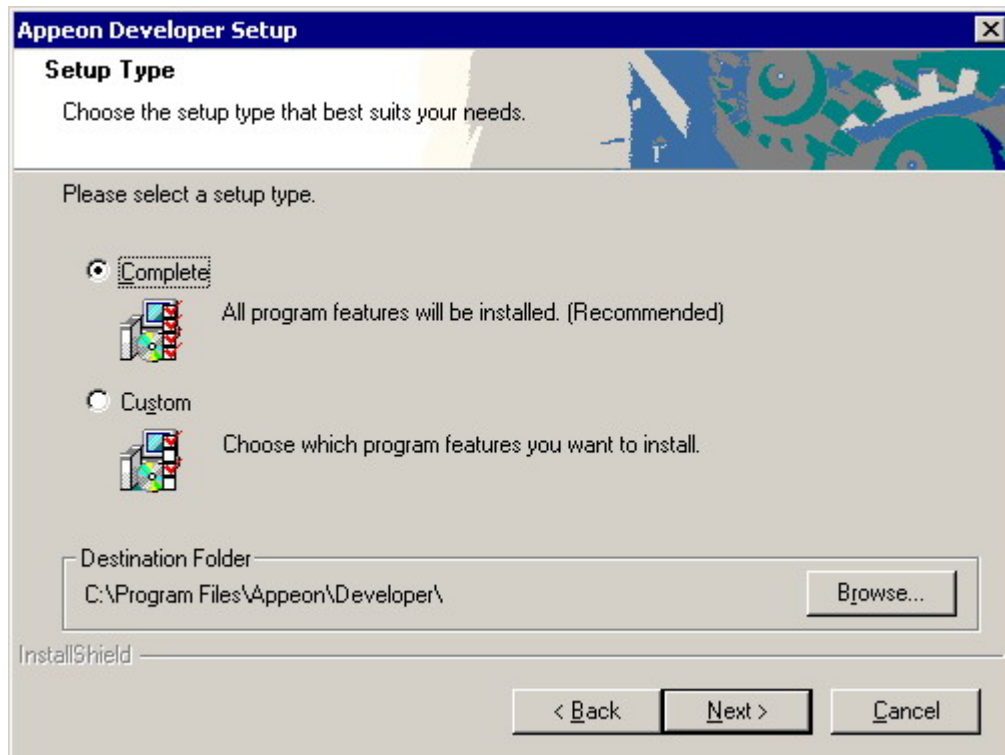 Appeon Developer Setup
Setup Type
Choose the setup type that best suits your needs.
Please select a setup type.
Complete
All program features will be installed. (Recommended)
Custom
Choose which program features you want to install.
Destination Folder
C:\Program Files\Appeon\Developer\
Browse...
InstallShield
< Back
Next >
Cancel